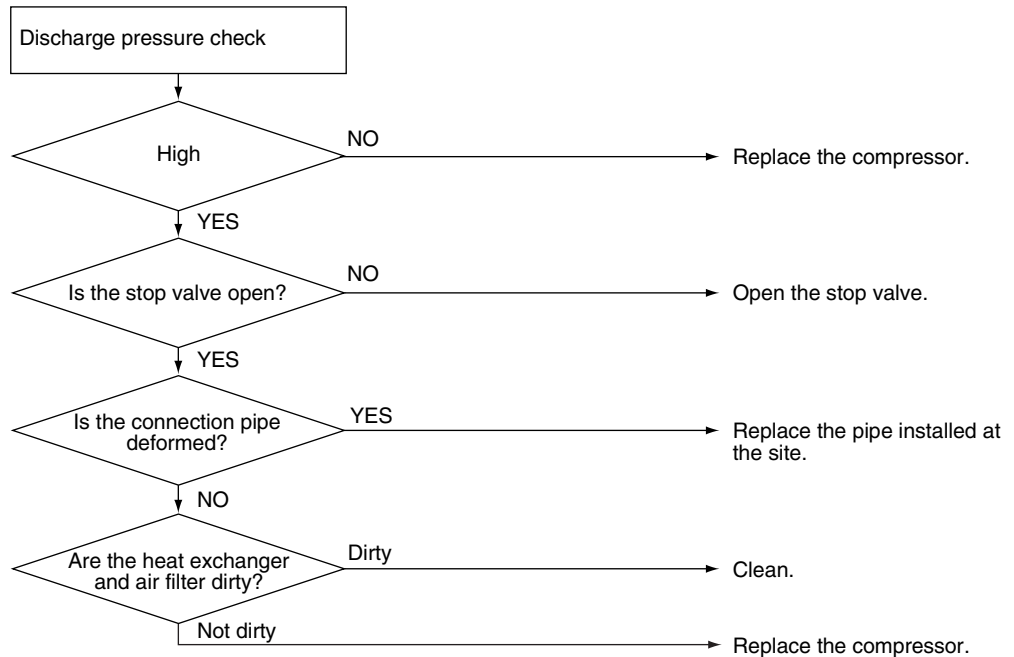 Discharge pressure check
High
NO
Replace the compressor.
YES
Is the stop valve open?
NO
Open the stop valve.
YES
Is the connection pipe
deformed?
YES
Replace the pipe installed at
the site.
NO
Are the heat exchanger
and air filter dirty?
Dirty
Clean.
Not dirty
Replace the compressor.